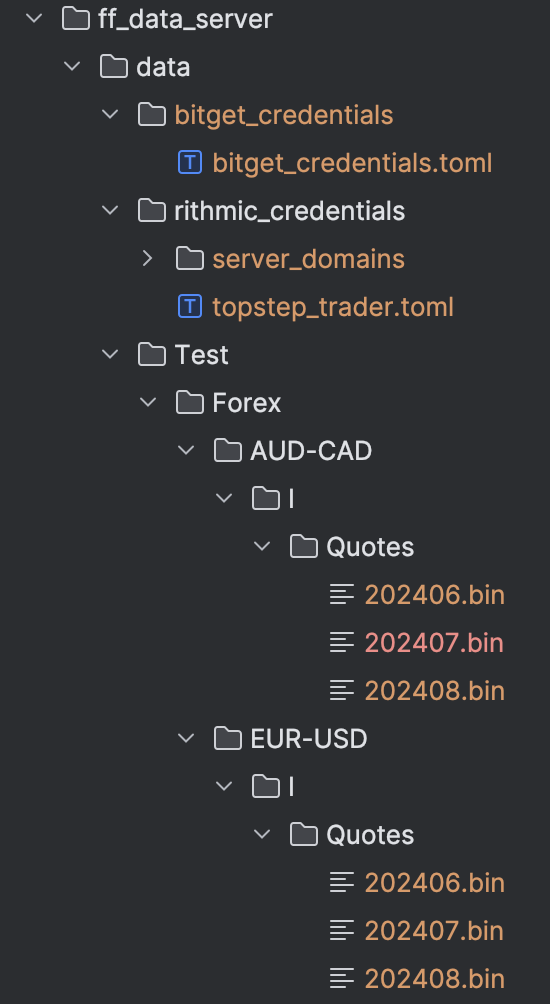 ff_data_server
data
bitget_credentials
T bitget_credentials.toml
rithmic_credentials
server_domains
T topstep_trader.toml
Test
Forex
AUD-CAD
I
Quotes
202406.bin
202407.bin
202408.bin
EUR-USD
I
Quotes
202406.bin
202407.bin
202408.bin